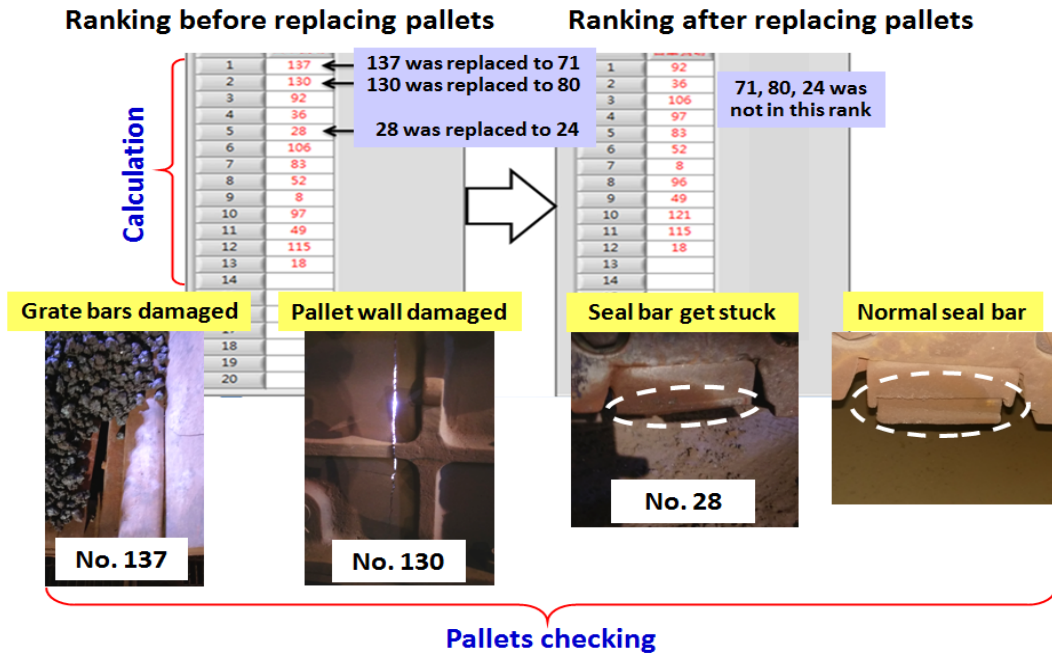 Ranking before replacing pallets
Ranking after replacing pallets
Calculation
1 137
2 130
3 92
4 36
5 28
6 106
7 83
8 52
9 8
10 97
11 49
12 115
13 18
14
18
19
20
137 was replaced to 71
130 was replaced to 80
28 was replaced to 24
1 92
2 36
3 106
4 97
5 83
6 52
7 8
8 96
9 49
10 121
11 115
12 18
13
14
71, 80, 24 was
not in this rank
Grate bars damaged
Pallet wall damaged
Seal bar get stuck
Normal seal bar
No. 137
No. 130
No. 28
Pallets checking